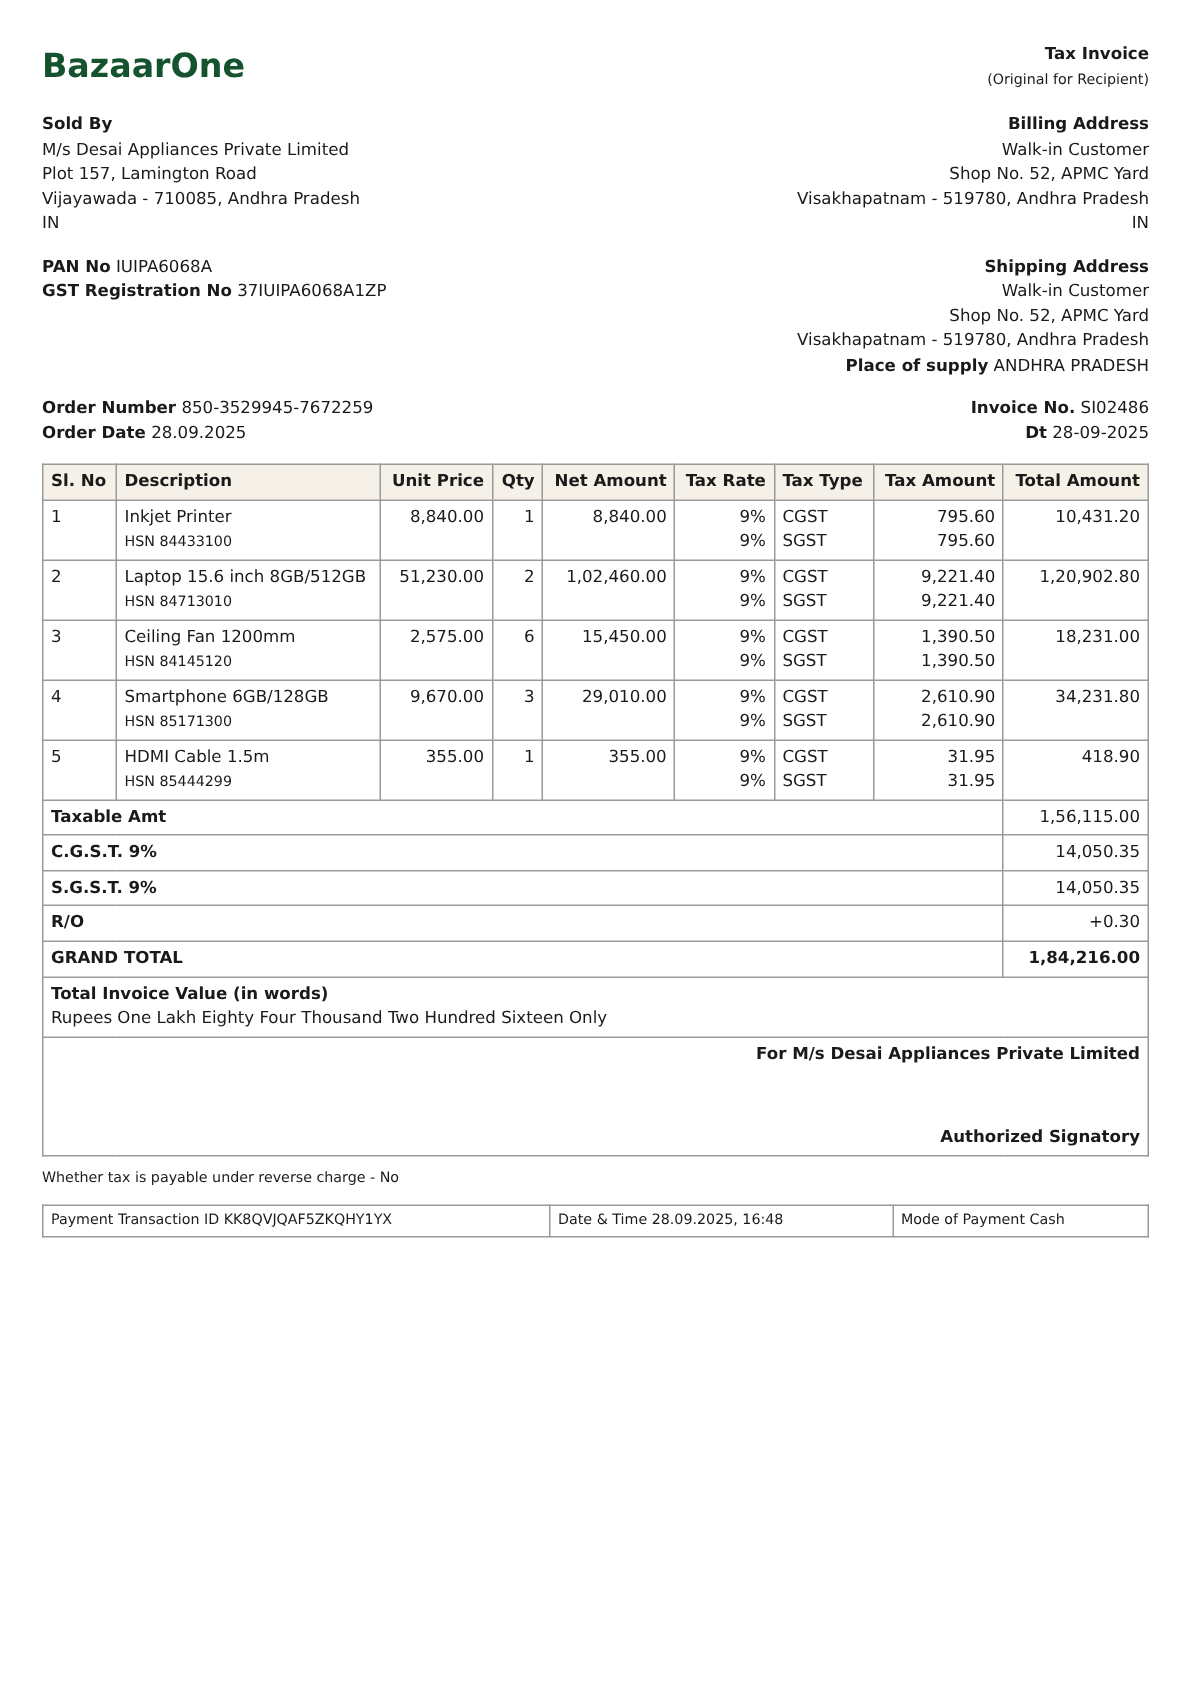 BazaarOne
Tax Invoice
(Original for Recipient)
Sold By
M/s Desai Appliances Private Limited
Plot 157, Lamington Road
Vijayawada - 710085, Andhra Pradesh
IN
Billing Address
Walk-in Customer
Shop No. 52, APMC Yard
Visakhapatnam - 519780, Andhra Pradesh
IN
PAN No IUIPA6068A
GST Registration No 37IUIPA6068A1ZP
Shipping Address
Walk-in Customer
Shop No. 52, APMC Yard
Visakhapatnam - 519780, Andhra Pradesh
Place of supply ANDHRA PRADESH
Order Number 850-3529945-7672259
Order Date 28.09.2025
Invoice No. SI02486
Dt 28-09-2025
Sl. No Description Unit Price Qty Net Amount Tax Rate Tax Type Tax Amount Total Amount
1 Inkjet Printer 8,840.00 1 8,840.00 9% CGST 795.60 10,431.20
HSN 84433100 9% SGST 795.60
2 Laptop 15.6 inch 8GB/512GB 51,230.00 2 1,02,460.00 9% CGST 9,221.40 1,20,902.80
HSN 84713010 9% SGST 9,221.40
3 Ceiling Fan 1200mm 2,575.00 6 15,450.00 9% CGST 1,390.50 18,231.00
HSN 84145120 9% SGST 1,390.50
4 Smartphone 6GB/128GB 9,670.00 3 29,010.00 9% CGST 2,610.90 34,231.80
HSN 85171300 9% SGST 2,610.90
5 HDMI Cable 1.5m 355.00 1 355.00 9% CGST 31.95 418.90
HSN 85444299 9% SGST 31.95
Taxable Amt 1,56,115.00
C.G.S.T. 9% 14,050.35
S.G.S.T. 9% 14,050.35
R/O +0.30
GRAND TOTAL 1,84,216.00
Total Invoice Value (in words)
Rupees One Lakh Eighty Four Thousand Two Hundred Sixteen Only
For M/s Desai Appliances Private Limited
Authorized Signatory
Whether tax is payable under reverse charge - No
Payment Transaction ID KK8QVJQAF5ZKQHY1YX Date & Time 28.09.2025, 16:48 Mode of Payment Cash